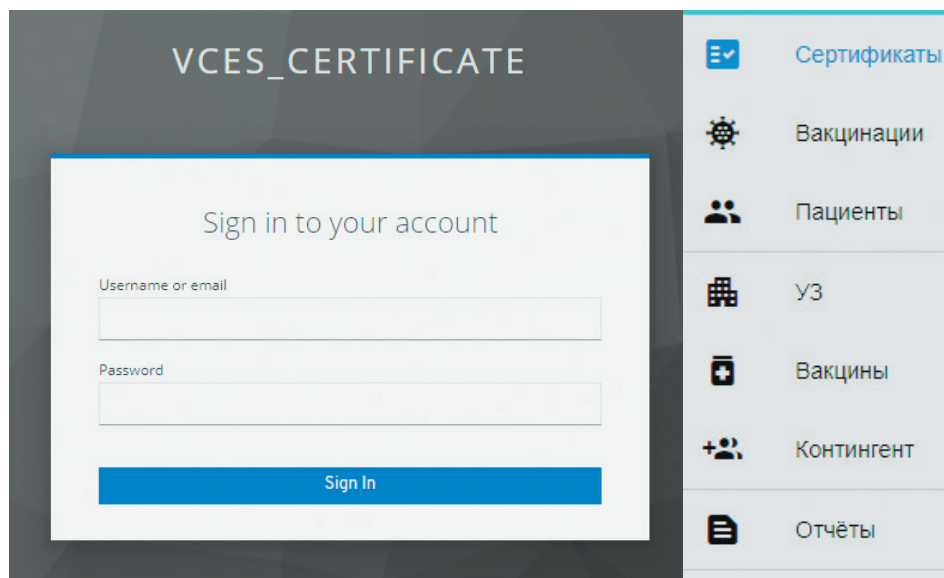 VCES_CERTIFICATE
Sign in to your account
Username or email
Password
Sign In
Сертификаты
Вакцинации
Пациенты
УЗ
Вакцины
Контингент
Отчёты